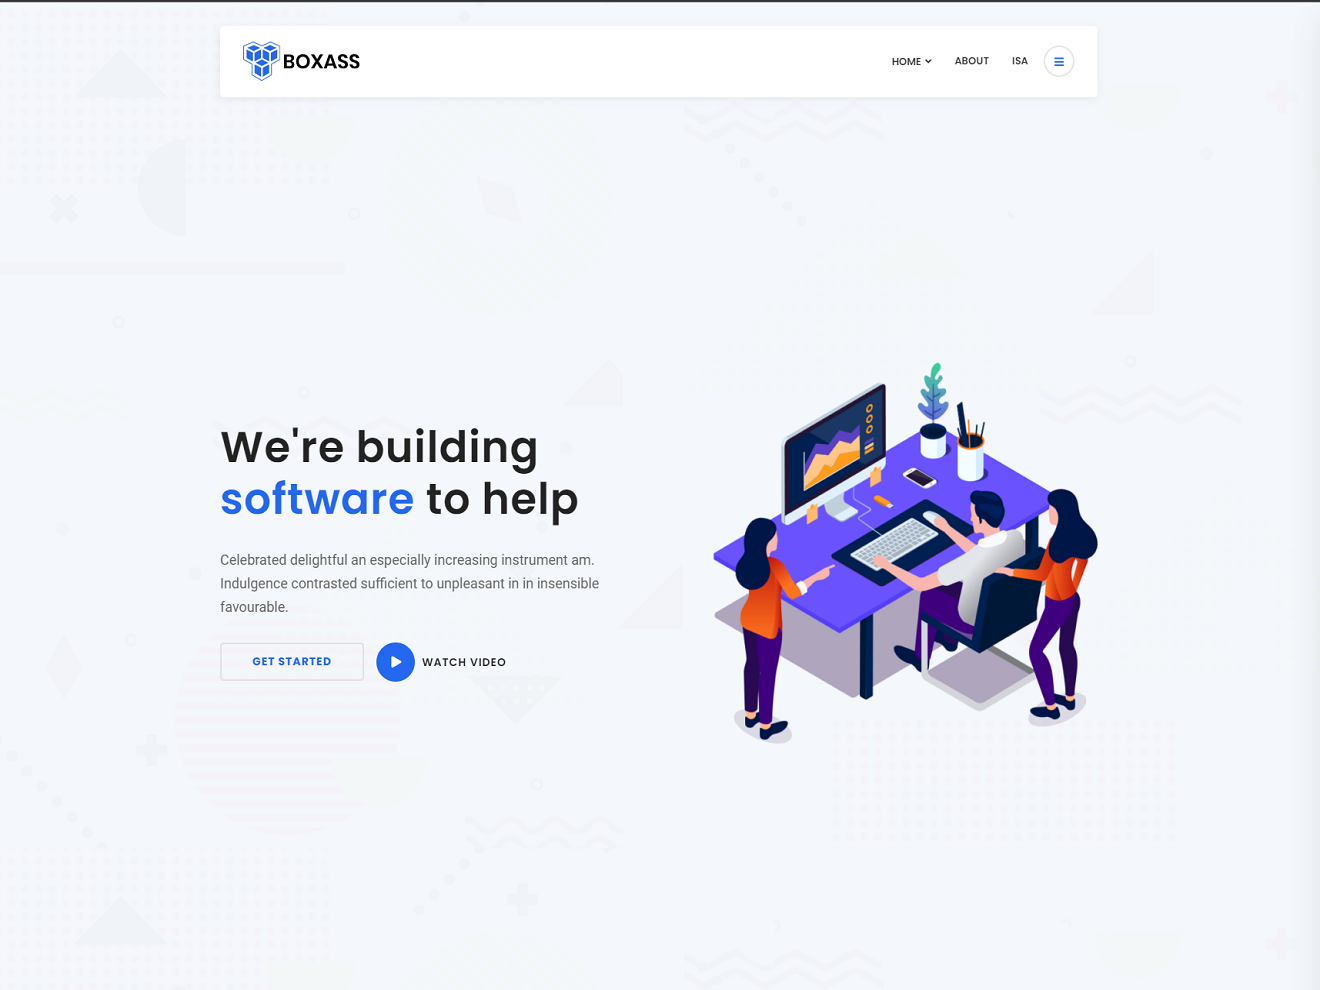 BOXASS
HOME
ABOUT
ISA
We're building
software to help
Celebrated delightful an especially increasing instrument am.
Indulgence contrasted sufficient to unpleasant in in insensible
favourable.
GET STARTED
WATCH VIDEO